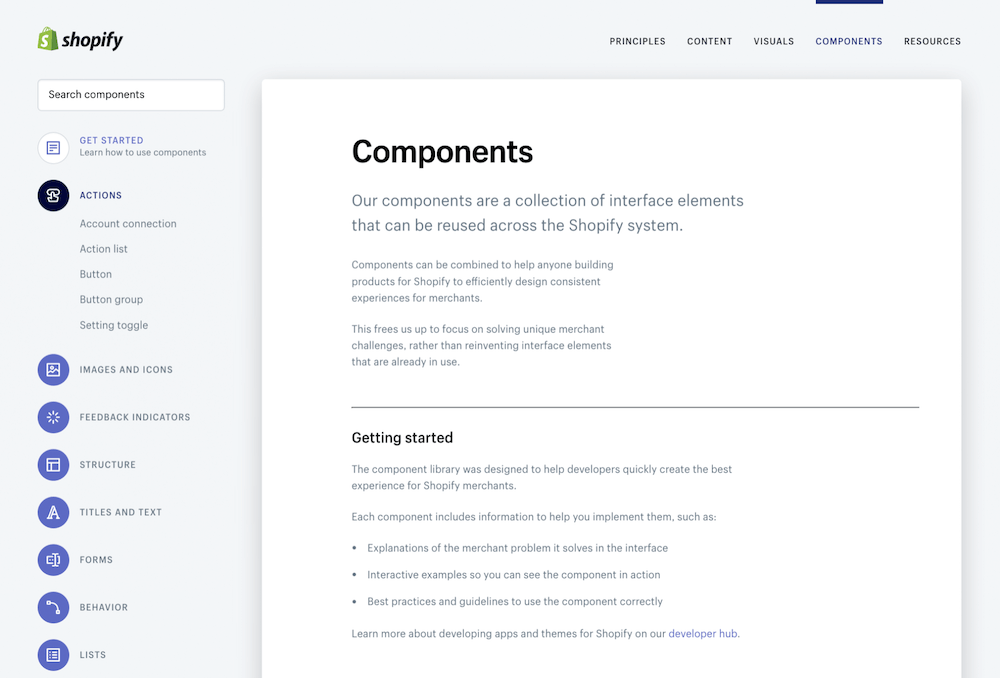 shopify
PRINCIPLES CONTENT VISUALS COMPONENTS RESOURCES
Search components
GET STARTED
Learn how to use components
ACTIONS
Account connection
Action list
Button
Button group
Setting toggle
IMAGES AND ICONS
FEEDBACK INDICATORS
STRUCTURE
TITLES AND TEXT
FORMS
BEHAVIOR
LISTS
Components
Our components are a collection of interface elements
that can be reused across the Shopify system.
Components can be combined to help anyone building
products for Shopify to efficiently design consistent
experiences for merchants.
This frees us up to focus on solving unique merchant
challenges, rather than reinventing interface elements
that are already in use.
Getting started
The component library was designed to help developers quickly create the best
experience for Shopify merchants.
Each component includes information to help you implement them, such as:
• Explanations of the merchant problem it solves in the interface
• Interactive examples so you can see the component in action
• Best practices and guidelines to use the component correctly
Learn more about developing apps and themes for Shopify on our developer hub.